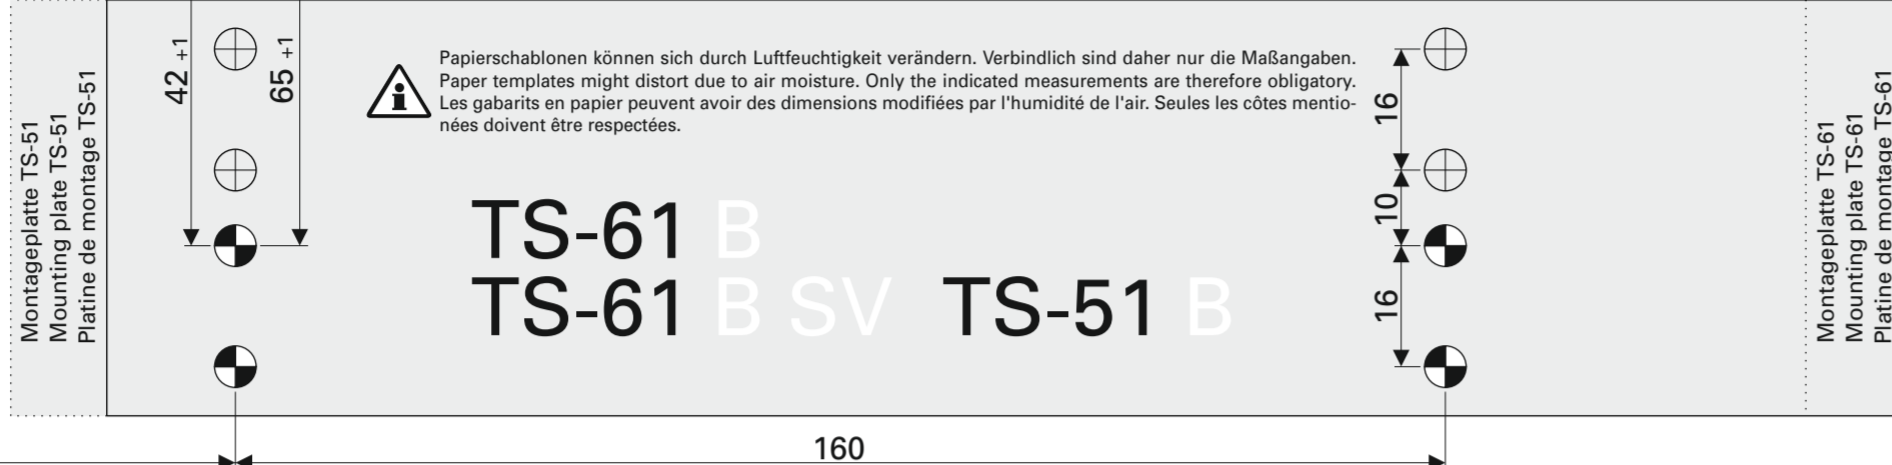 Montageplatte TS-51
Mounting plate TS-51
Platine de montage TS-51
42 +1
65 +1
Papierschablonen können sich durch Luftfeuchtigkeit verändern. Verbindlich sind daher nur die Maßangaben.
Paper templates might distort due to air moisture. Only the indicated measurements are therefore obligatory.
Les gabarits en papier peuvent avoir des dimensions modifiées par l'humidité de l'air. Seules les côtes mentio-
nées doivent être respectées.
TS-61 B
TS-61 B SV TS-51 B
16
10
16
160
Montageplatte TS-61
Mounting plate TS-61
Platine de montage TS-61